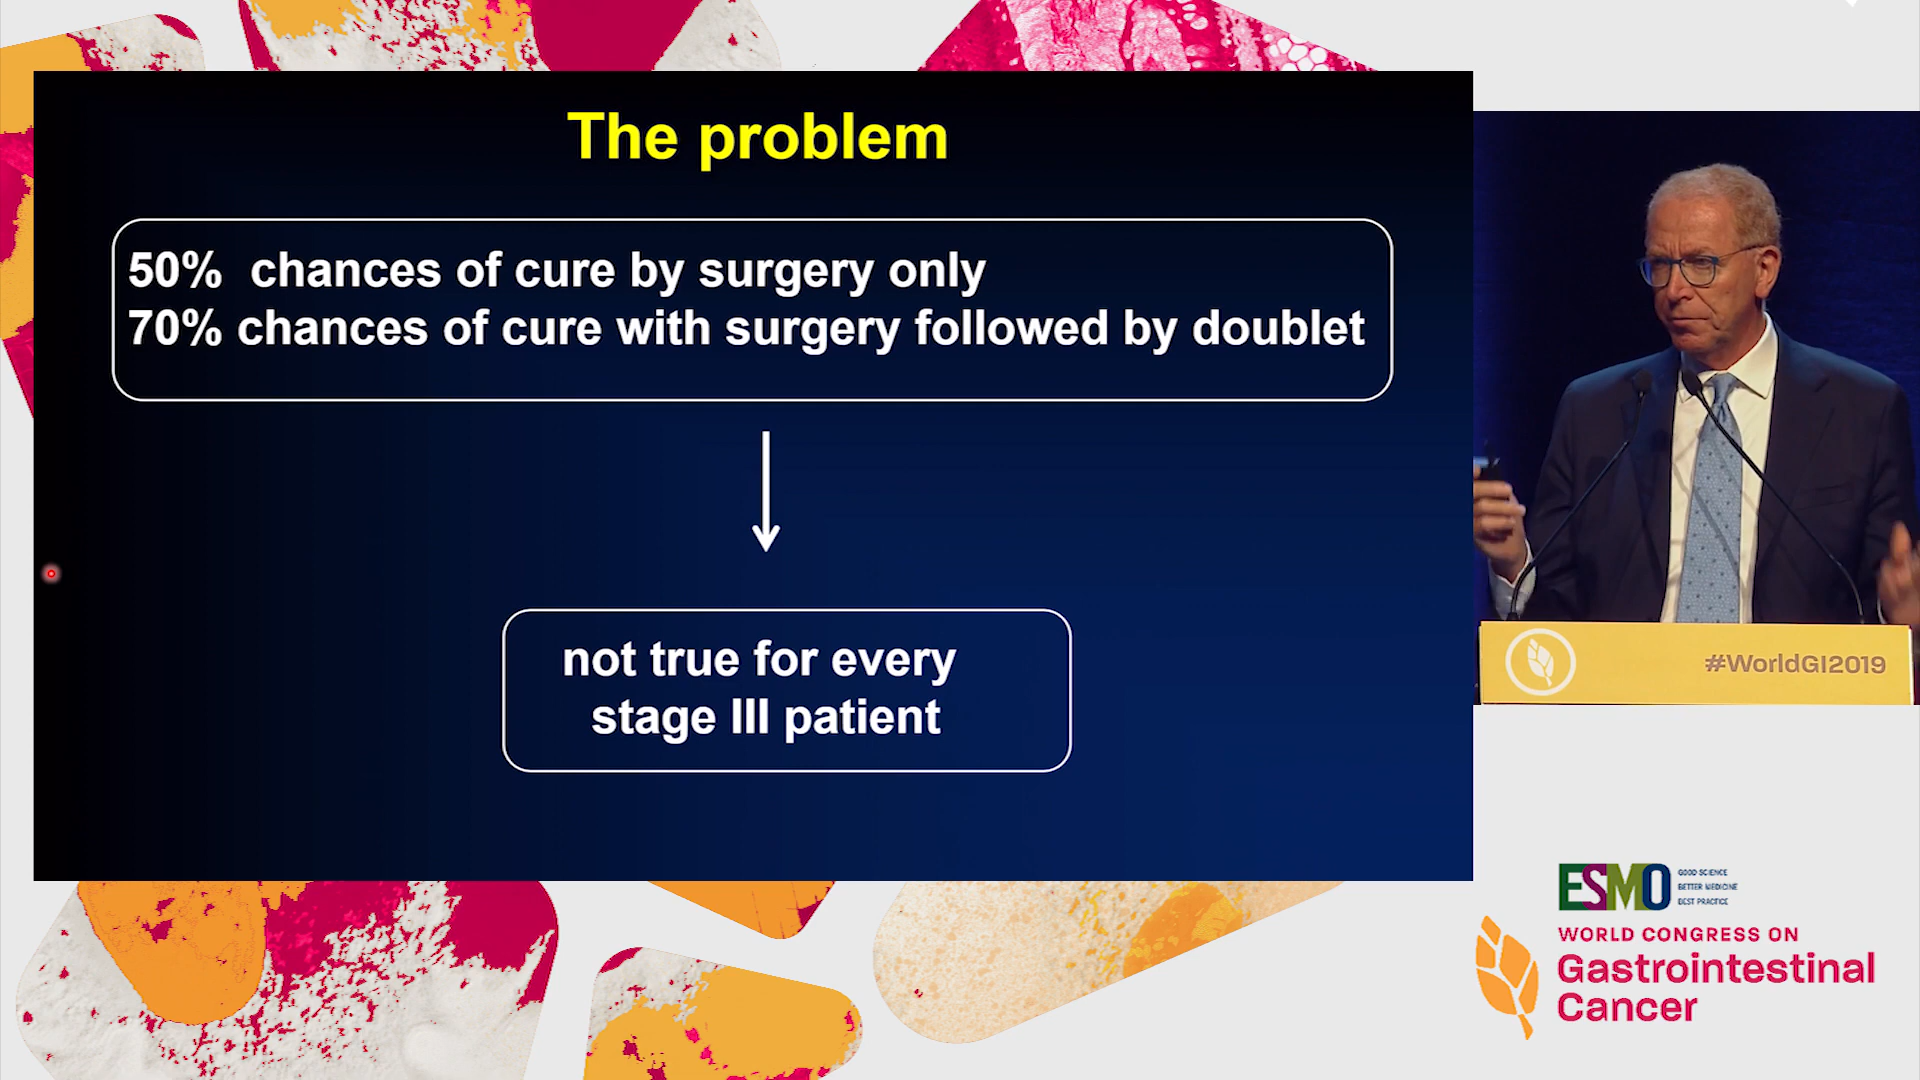 The problem
50% chances of cure by surgery only
70% chances of cure with surgery followed by doublet
not true for every
stage III patient
#WorldGI2019
ESMO
GOOD SCIENCE
BETTER MEDICINE
BEST PRACTICE
WORLD CONGRESS ON
Gastrointestinal
Cancer